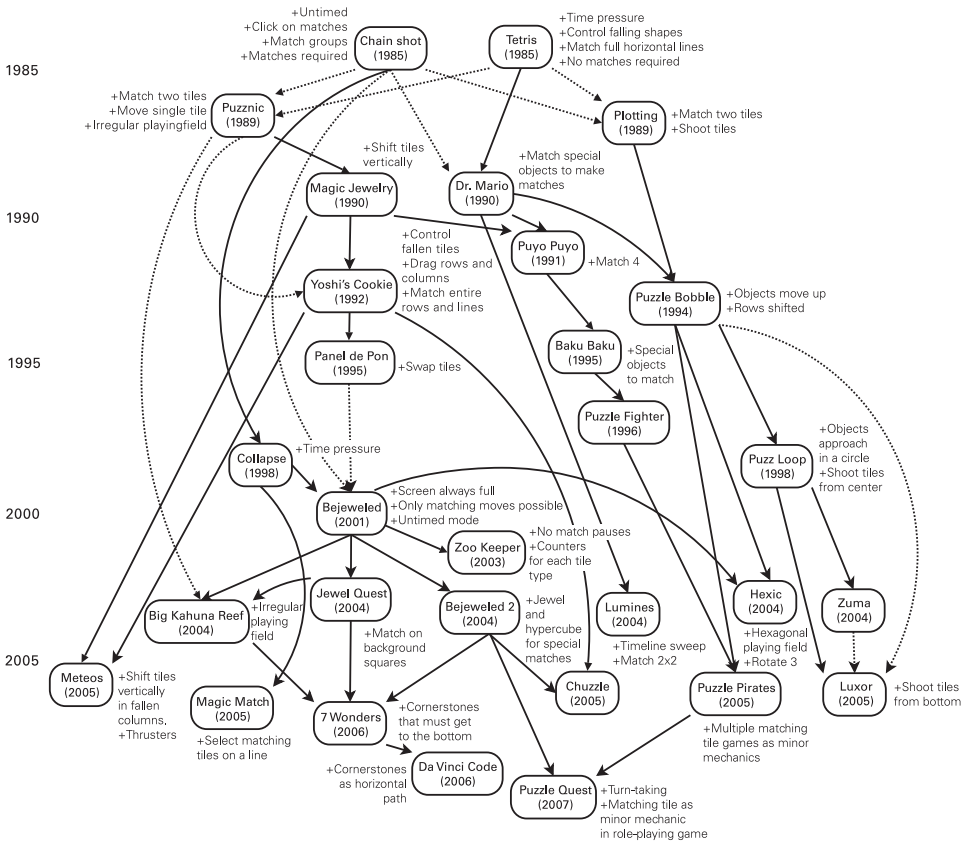 +Untimed
+Click on matches
+Match groups
+Matches required
Chain shot
(1985)
Tetris
(1985)
+Time pressure
+Control falling shapes
+Match full horizontal lines
+No matches required
1985
+Match two tiles
+Move single tile
+Irregular playingfield
Puzznic
(1989)
Plotting
(1989)
+Match two tiles
+Shoot tiles
+Shift tiles
vertically
Magic Jewelry
(1990)
Dr. Mario
(1990)
+Match special
objects to make
matches
1990
+Control
fallen tiles
+Drag rows and
columns
+Match entire
rows and lines
Puyo Puyo
(1991)
+Match 4
Yoshi's Cookie
(1992)
Puzzle Bobble
(1994)
+Objects move up
+Rows shifted
1995
Panel de Pon
(1995)
+Swap tiles
Baku Baku
(1995)
+Special
objects
to match
Puzzle Fighter
(1996)
Collapse
(1998)
+Time pressure
Puzz Loop
(1998)
+Objects
approach
in a circle
+Shoot tiles
from center
2000
Bejeweled
(2001)
+Screen always full
+Only matching moves possible
+Untimed mode
Zoo Keeper
(2003)
+No match pauses
+Counters
for each tile
type
Big Kahuna Reef
(2004)
+Irregular
playing
field
Jewel Quest
(2004)
+Match on
background
squares
Bejeweled 2
(2004)
+Jewel
and
hypercube
for special
matches
Lumines
(2004)
+Timeline sweep
+Match 2x2
Hexic
(2004)
+Hexagonal
playing field
+Rotate 3
Zuma
(2004)
2005
Meteos
(2005)
+Shift tiles
vertically
in fallen
columns.
+Thrusters
Magic Match
(2005)
+Select matching
tiles on a line
7 Wonders
(2006)
+Cornerstones
that must get
to the bottom
Chuzzle
(2005)
Puzzle Pirates
(2005)
+Multiple matching
tile games as minor
mechanics
Luxor
(2005)
+Shoot tiles
from bottom
+Cornerstones
as horizontal
path
Da Vinci Code
(2006)
Puzzle Quest
(2007)
+Turn-taking
+Matching tile as
minor mechanic
in role-playing game